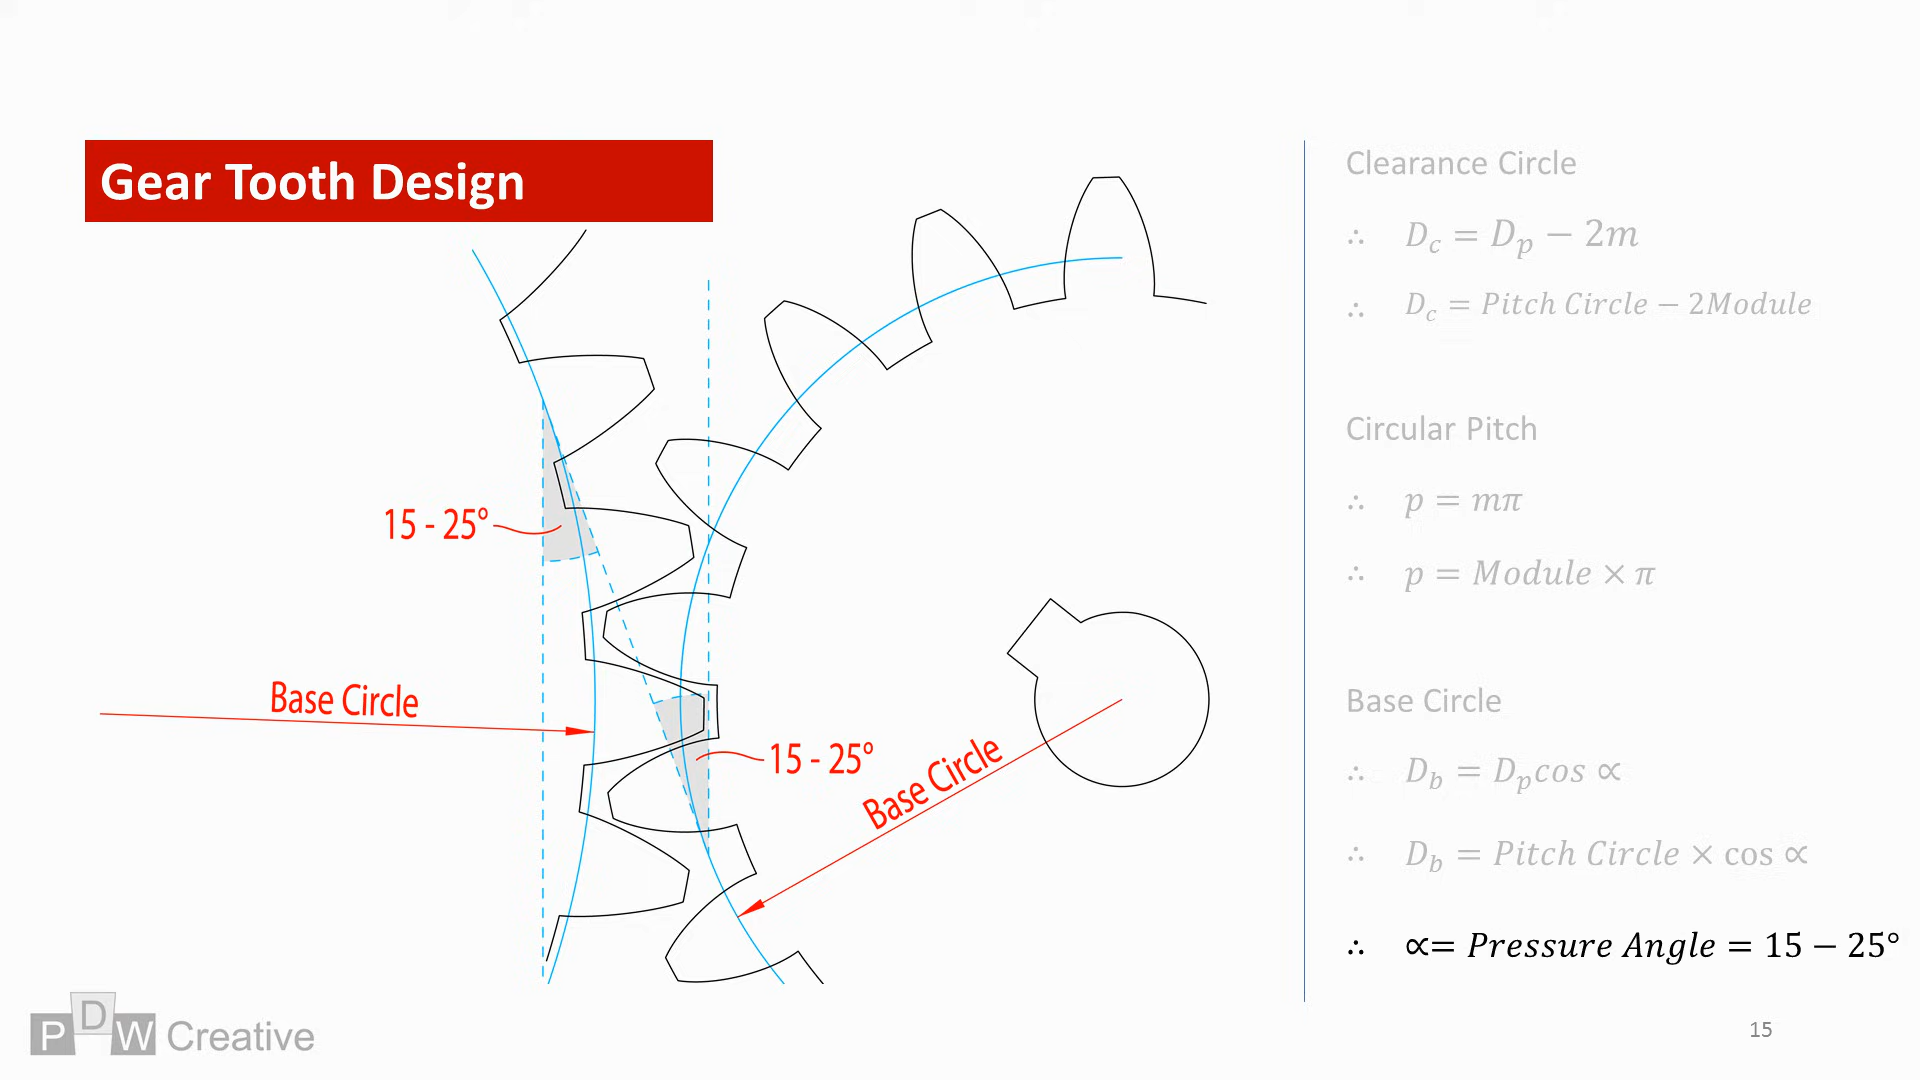 Gear Tooth Design
15 - 25°
Base Circle
15 - 25°
Base Circle
Clearance Circle
∴ D_c = D_p − 2m
∴ D_c = Pitch Circle − 2Module
Circular Pitch
∴ p = mπ
∴ p = Module × π
Base Circle
∴ D_b = D_p cos ∝
∴ D_b = Pitch Circle × cos ∝
∴ ∝= Pressure Angle = 15 − 25°
PDW Creative
15